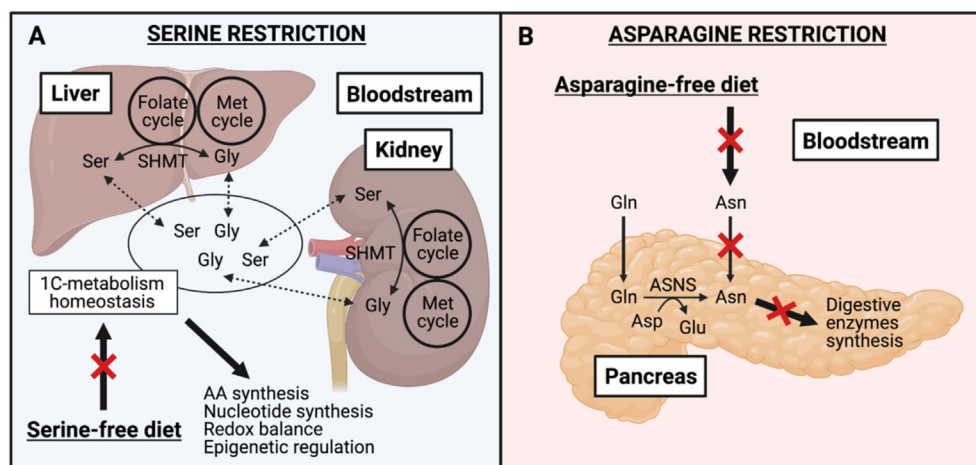 A
SERINE RESTRICTION
Liver
Folate
cycle
Met
cycle
Bloodstream
Kidney
Ser
SHMT
Gly
Ser
Ser
Gly
Gly
Ser
SHMT
Folate
cycle
Gly
Met
cycle
1C-metabolism
homeostasis
AA synthesis
Nucleotide synthesis
Redox balance
Epigenetic regulation
Serine-free diet
B
ASPARAGINE RESTRICTION
Asparagine-free diet
Bloodstream
Gln
Asn
Gln
ASNS
Asn
Asp
Glu
Digestive
enzymes
synthesis
Pancreas